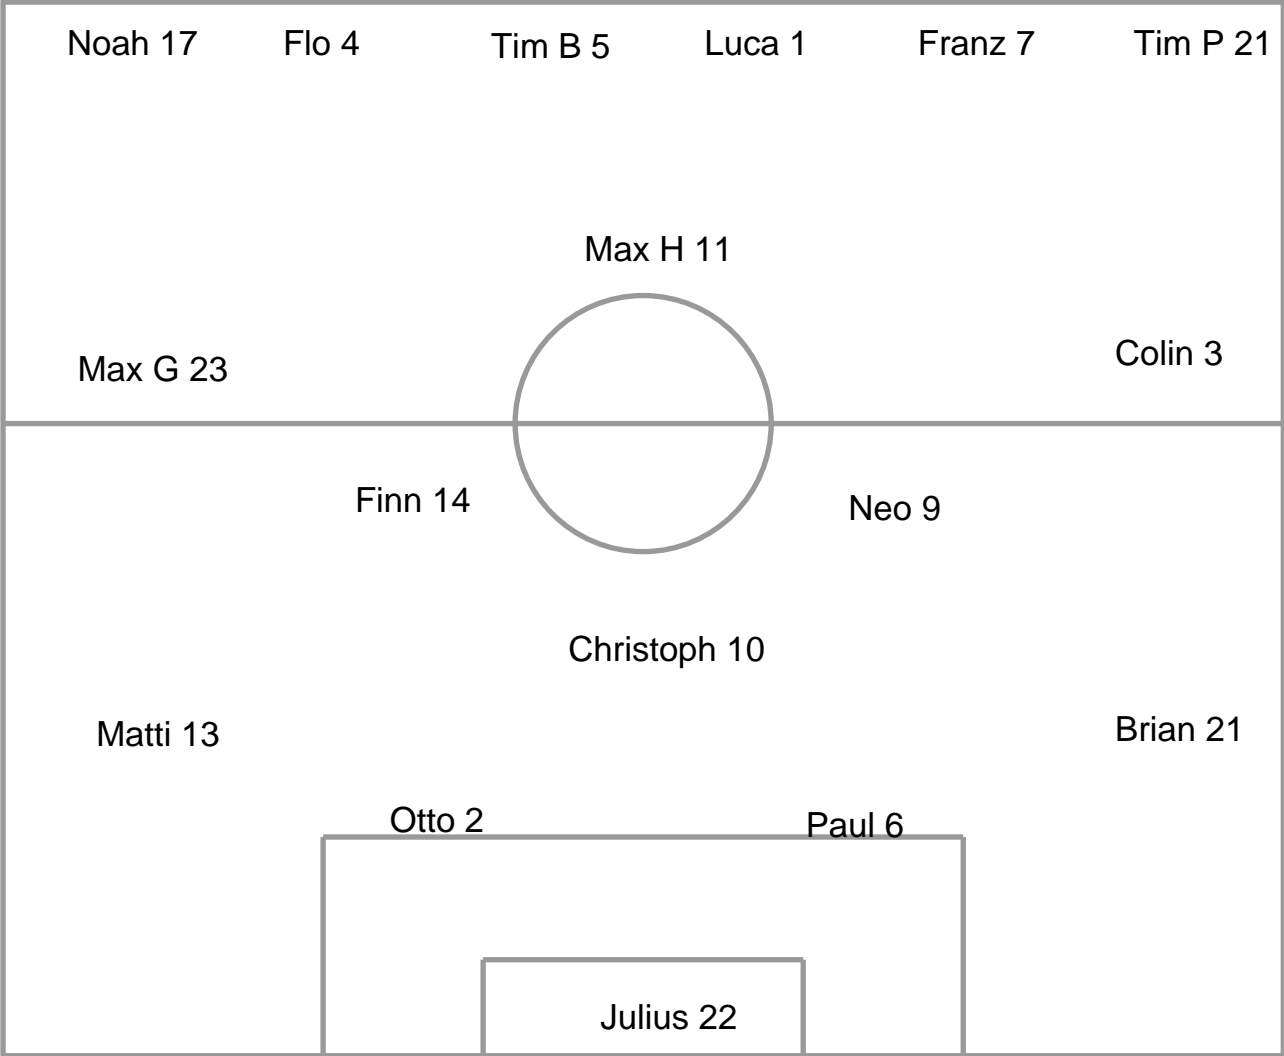 Noah 17 Flo 4 Tim B 5 Luca 1 Franz 7 Tim P 21
Max H 11
Max G 23 Colin 3
Finn 14 Neo 9
Christoph 10
Matti 13 Brian 21
Otto 2 Paul 6
Julius 22